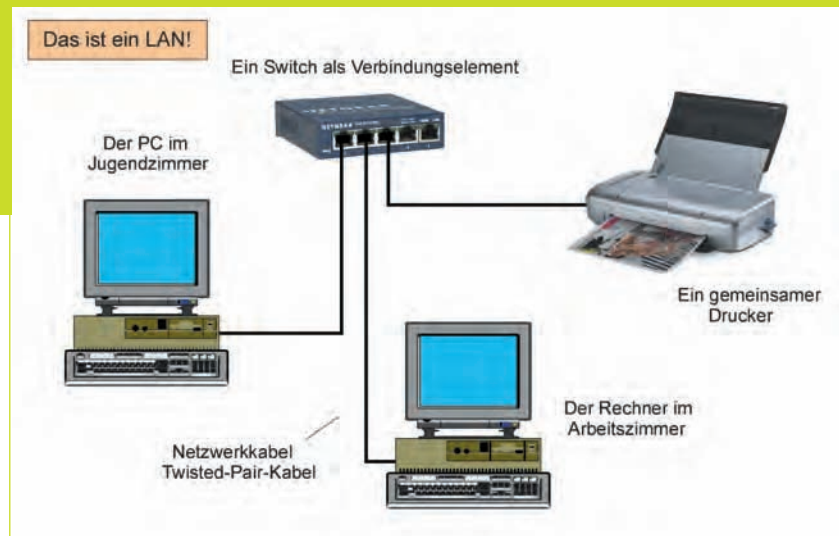 Das ist ein LAN!
Ein Switch als Verbindungselement
NETGEAR
Der PC im
Jugendzimmer
Ein gemeinsamer
Drucker
Der Rechner im
Arbeitszimmer
Netzwerkkabel
Twisted-Pair-Kabel